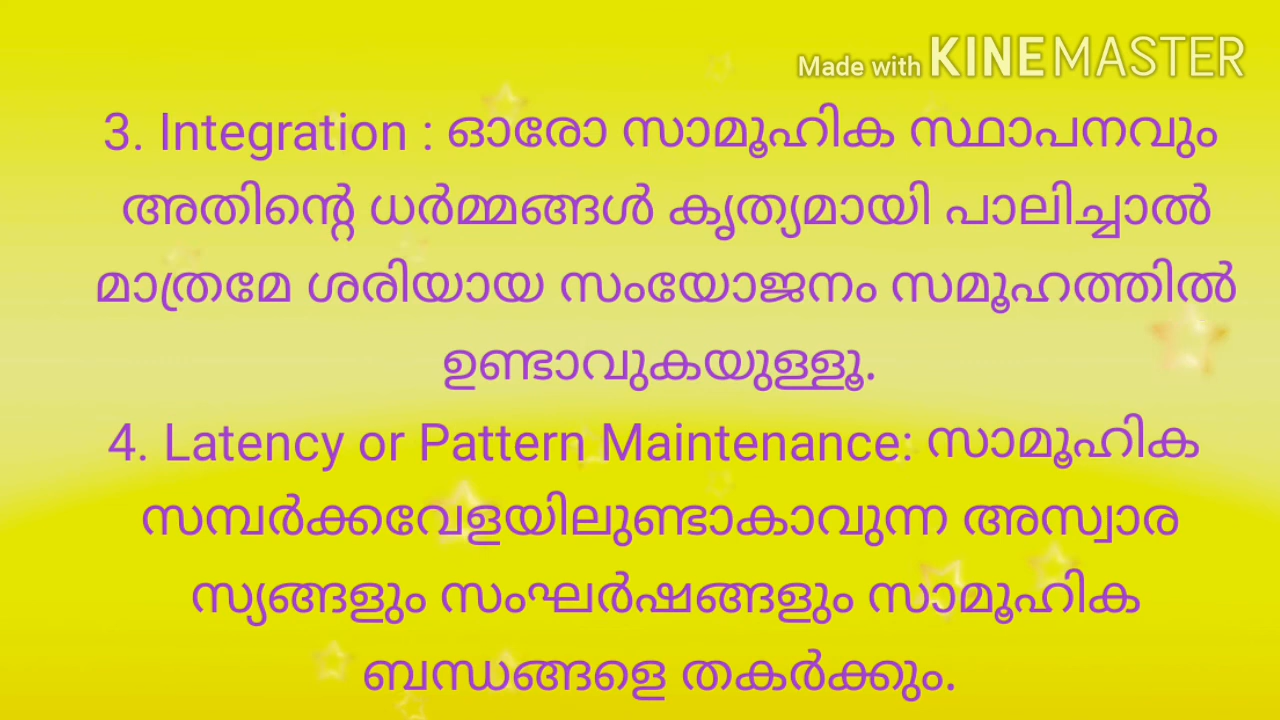 Made with KINEMASTER
3. Integration : ഓരോ സാമൂഹിക സ്ഥാപനവും
അതിന്റെ ധർമ്മങ്ങൾ കൃത്യമായി പാലിച്ചാൽ
മാത്രമേ ശരിയായ സംയോജനം സമൂഹത്തിൽ
ഉണ്ടാവുകയുള്ളൂ.
4. Latency or Pattern Maintenance: സാമൂഹിക
സമ്പർക്കവേളയിലുണ്ടാകാവുന്ന അസ്വാര
സ്യങ്ങളും സംഘർഷങ്ങളും സാമൂഹിക
ബന്ധങ്ങളെ തകർക്കും.